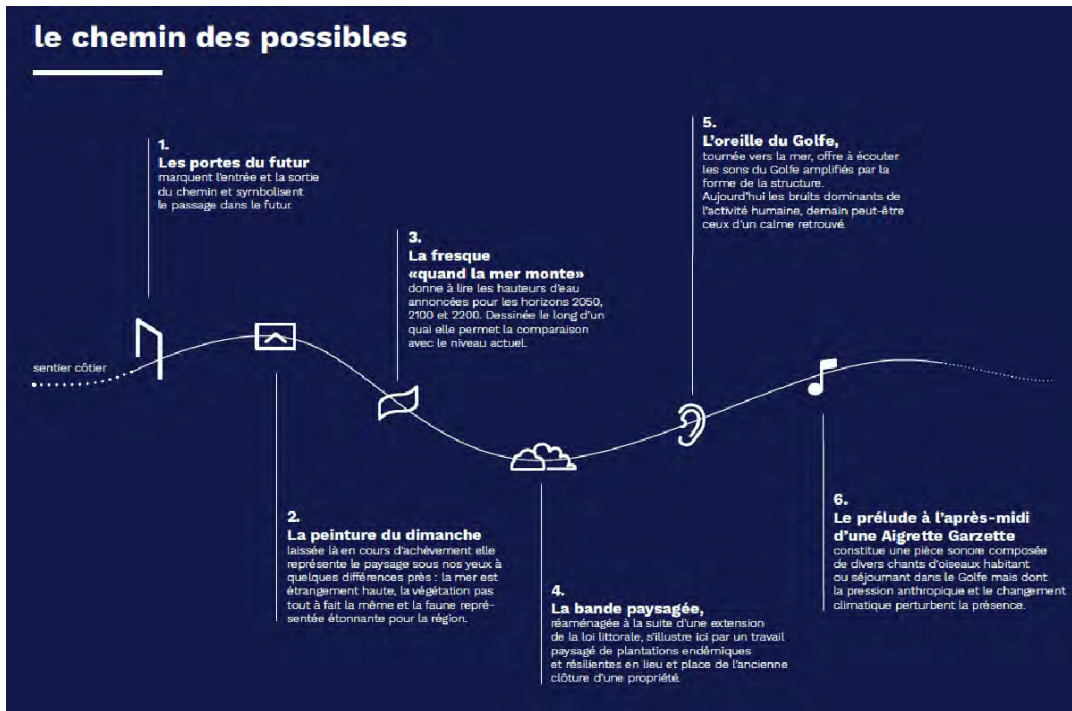 le chemin des possibles
1.
Les portes du futur
marquent l'entrée et la sortie
du chemin et symbolisent
le passage dans le futur.
sentier côtier
2.
La peinture du dimanche
laissée là en cours d'achèvement elle
représente le paysage sous nos yeux à
quelques différences près : la mer est
étrangement haute, la végétation pas
tout à fait la même et la faune repré-
sentée étonnante pour la région.
3.
La fresque
«quand la mer monte»
donne à lire les hauteurs d'eau
annoncées pour les horizons 2050,
2100 et 2200. Dessinée le long d'un
quai elle permet la comparaison
avec le niveau actuel.
4.
La bande paysagée,
réaménagée à la suite d'une extension
de la loi littorale, s'illustre ici par un travail
paysagé de plantations endémiques
et résilientes en lieu et place de l'ancienne
clôture d'une propriété.
5.
L'oreille du Golfe,
tournée vers la mer, offre à écouter
les sons du Golfe amplifiés par la
forme de la structure.
Aujourd'hui les bruits dominants de
l'activité humaine, demain peut-être
ceux d'un calme retrouvé.
6.
Le prélude à l'après-midi
d'une Aigrette Garzette
constitue une pièce sonore composée
de divers chants d'oiseaux habitant
ou séjournant dans le Golfe mais dont
la pression anthropique et le changement
climatique perturbent la présence.